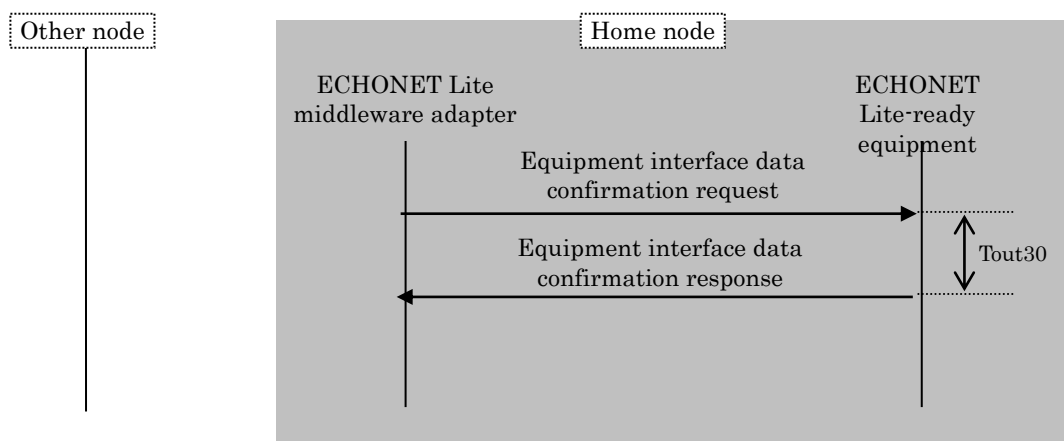 Other node
Home node
ECHONET Lite
middleware adapter
ECHONET
Lite-ready
equipment
Equipment interface data
confirmation request
Equipment interface data
confirmation response
Tout30